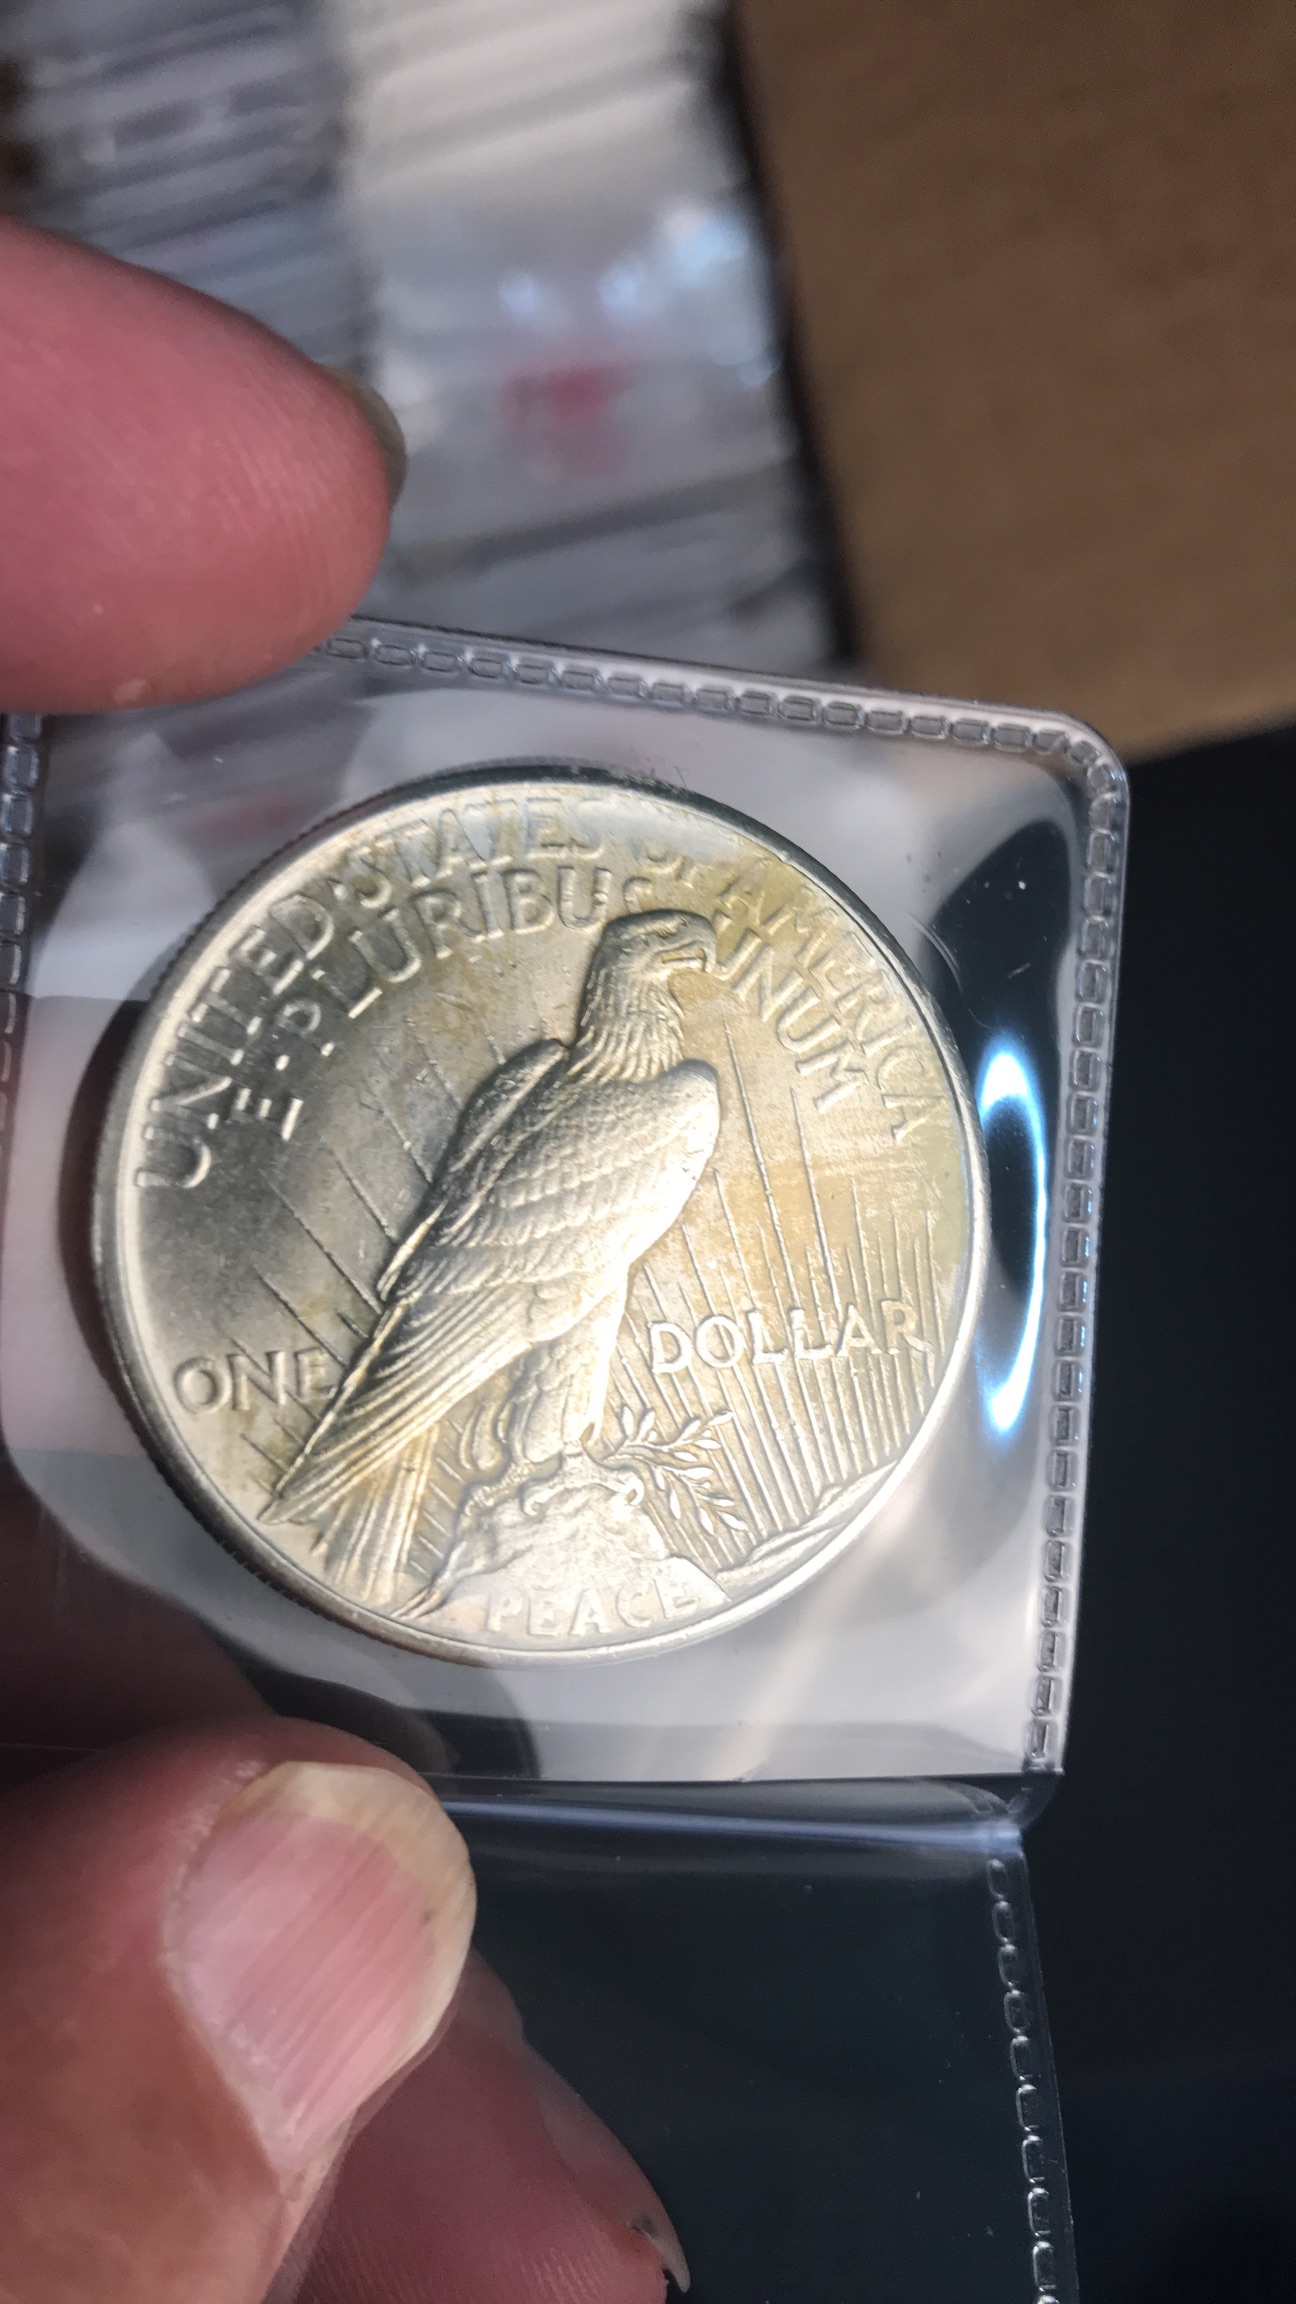 UNITED·STATES OF AMERICA
E·PLURIBUS UNUM
ONE DOLLAR
PEACE